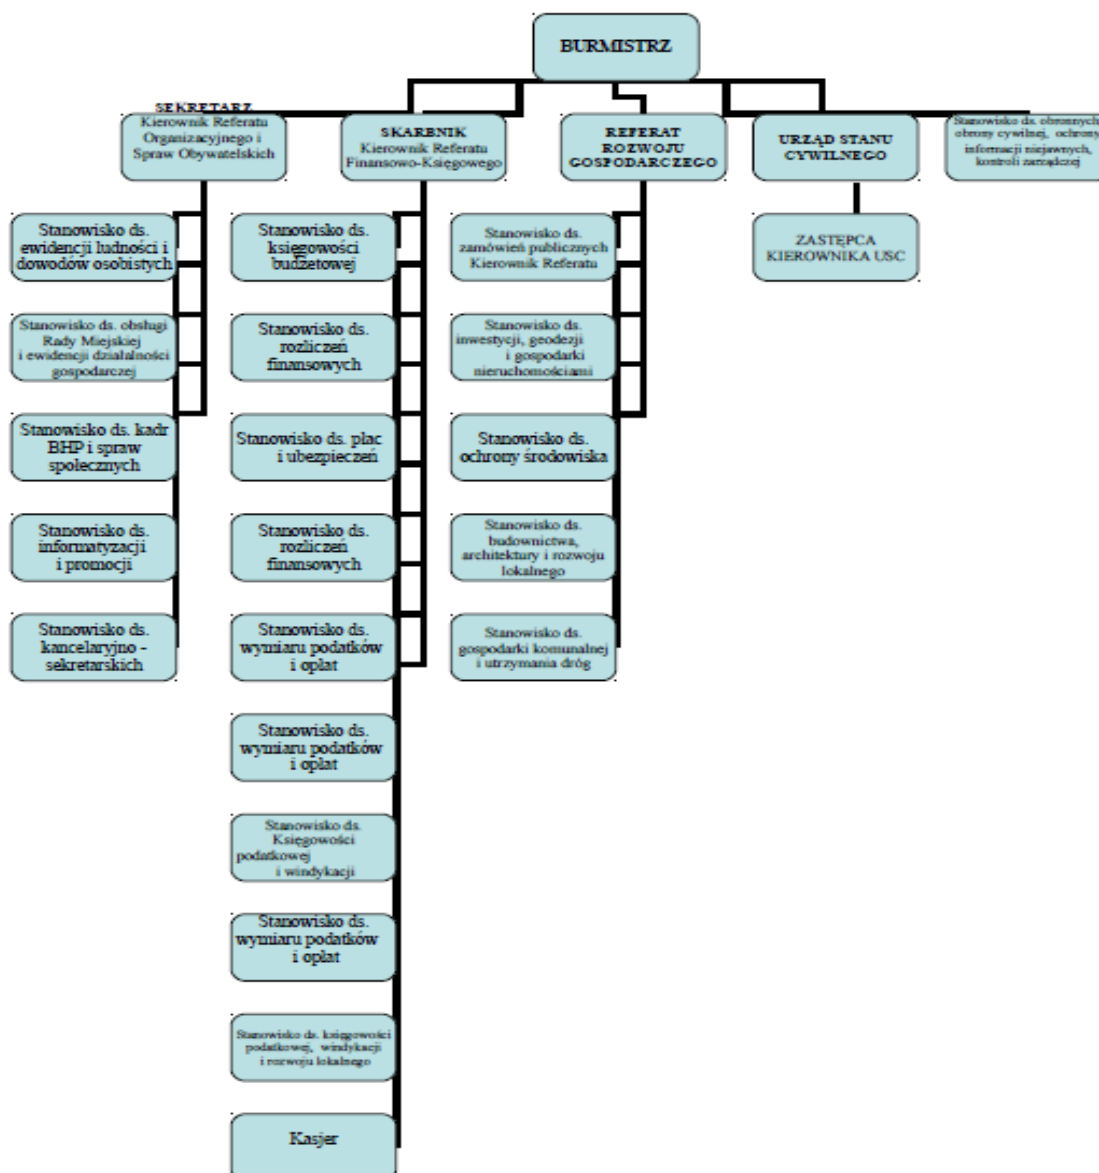 BURMISTRZ
SEKRETARZ
Kierownik Referatu
Organizacyjnego i
Spraw Obywatelskich
SKARBNIK
Kierownik Referatu
Finansowo-Księgowego
REFERAT
ROZWOJU
GOSPODARCZEGO
URZĄD STANU
CYWILNEGO
Stanowisko ds. obronnych,
obrony cywilnej, ochrony
informacji niejawnych,
kontroli zarządczej
Stanowisko ds.
ewidencji ludności i
dowodów osobistych
Stanowisko ds. obsługi
Rady Miejskiej
i ewidencji działalności
gospodarczej
Stanowisko ds. kadr
BHP i spraw
społecznych
Stanowisko ds.
informatyzacji
i promocji
Stanowisko ds.
kancelaryjno -
sekretarskich
Stanowisko ds.
księgowości
budżetowej
Stanowisko ds.
rozliczeń
finansowych
Stanowisko ds. płac
i ubezpieczeń
Stanowisko ds.
rozliczeń
finansowych
Stanowisko ds.
wymiaru podatków
i opłat
Stanowisko ds.
wymiaru podatków
i opłat
Stanowisko ds.
Księgowości
podatkowej
i windykacji
Stanowisko ds.
wymiaru podatków
i opłat
Stanowisko ds. księgowości
podatkowej, windykacji
i rozwoju lokalnego
Kasjer
Stanowisko ds.
zamówień publicznych
Kierownik Referatu
Stanowisko ds.
inwestycji, geodezji
i gospodarki
nieruchomościami
Stanowisko ds.
ochrony środowiska
Stanowisko ds.
budownictwa,
architektury i rozwoju
lokalnego
Stanowisko ds.
gospodarki komunalnej
i utrzymania dróg
ZASTĘPCA
KIEROWNIKA USC